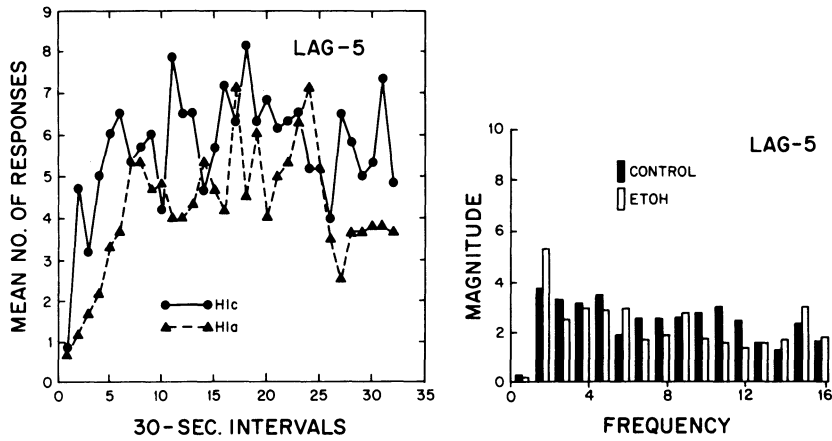 LAG-5
MEAN NO. OF RESPONSES
9
8
7
6
5
4
3
2
1
0
H1c
H1a
0 5 10 15 20 25 30 35
30-SEC. INTERVALS
LAG-5
CONTROL
ETOH
MAGNITUDE
10
8
6
4
2
0
0 4 8 12 16
FREQUENCY